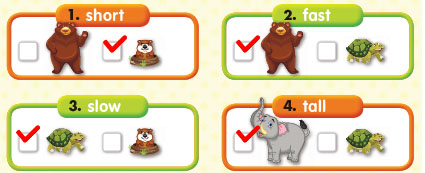 1. short
2. fast
3. slow
4. tall